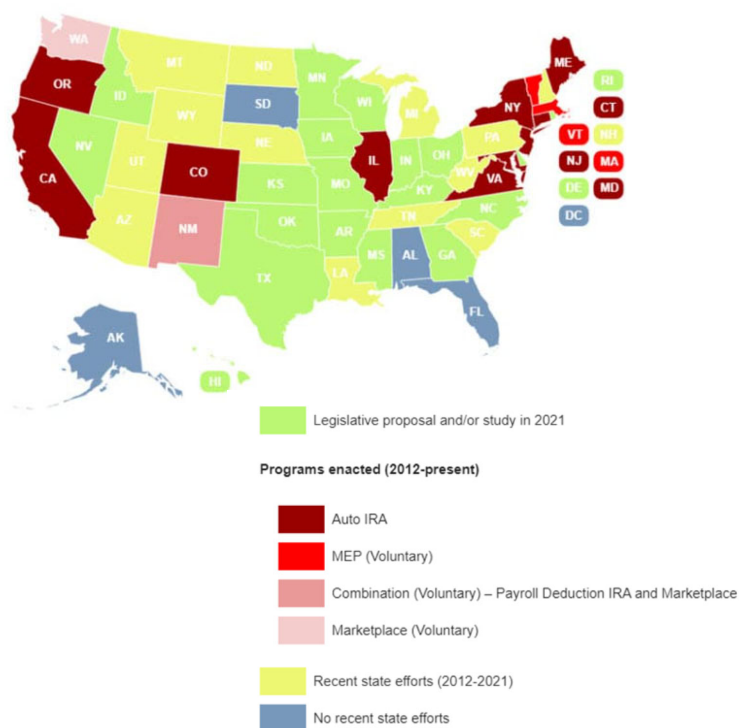 WA
MT
ND
MN
ME
OR
ID
SD
WI
NY
RI
WY
MI
CT
IA
PA
VT
NH
NV
NE
IL
IN
OH
NJ
MA
UT
CO
WV
VA
DE
MD
CA
KS
MO
KY
DC
NC
TN
AZ
NM
OK
AR
SC
MS
AL
GA
TX
LA
FL
AK
HI
Legislative proposal and/or study in 2021
Programs enacted (2012-present)
Auto IRA
MEP (Voluntary)
Combination (Voluntary) – Payroll Deduction IRA and Marketplace
Marketplace (Voluntary)
Recent state efforts (2012-2021)
No recent state efforts